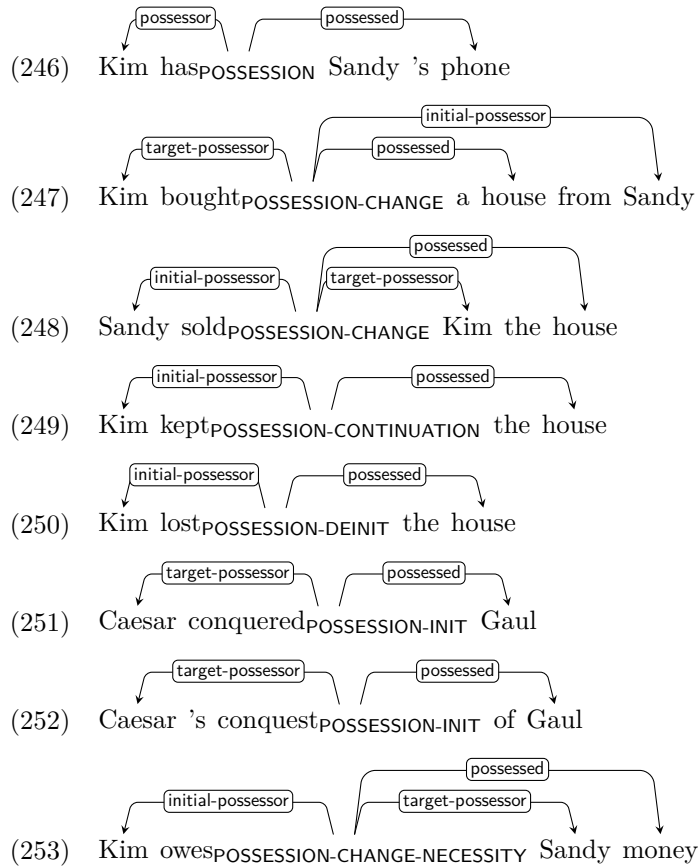 possessor possessed
(246) Kim hasPOSSESSION Sandy 's phone
initial-possessor
target-possessor possessed
(247) Kim boughtPOSSESSION-CHANGE a house from Sandy
possessed
initial-possessor target-possessor
(248) Sandy soldPOSSESSION-CHANGE Kim the house
initial-possessor possessed
(249) Kim keptPOSSESSION-CONTINUATION the house
initial-possessor possessed
(250) Kim lostPOSSESSION-DEINIT the house
target-possessor possessed
(251) Caesar conqueredPOSSESSION-INIT Gaul
target-possessor possessed
(252) Caesar 's conquestPOSSESSION-INIT of Gaul
possessed
initial-possessor target-possessor
(253) Kim owesPOSSESSION-CHANGE-NECESSITY Sandy money